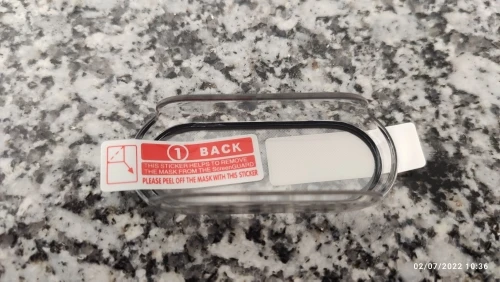 1 BACK
THIS STICKER HELPS TO REMOVE
THE MASK FROM THE ScreenGUARD
PLEASE PEEL OFF THE MASK WITH THIS STICKER
02/07/2022 10:36